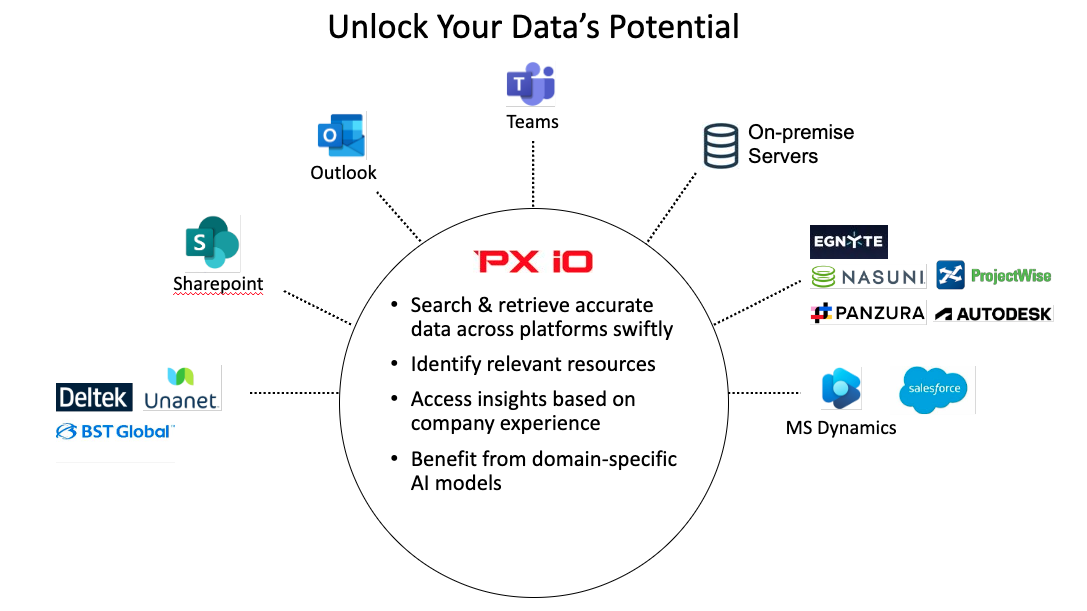 Unlock Your Data’s Potential
T
Teams
O
Outlook
On-premise
Servers
S
Sharepoint
EGNYTE
NASUNI
ProjectWise
PANZURA
AUTODESK
PX iO
• Search & retrieve accurate
data across platforms swiftly
• Identify relevant resources
• Access insights based on
company experience
• Benefit from domain-specific
AI models
Deltek
Unanet
BST Global™
salesforce
MS Dynamics